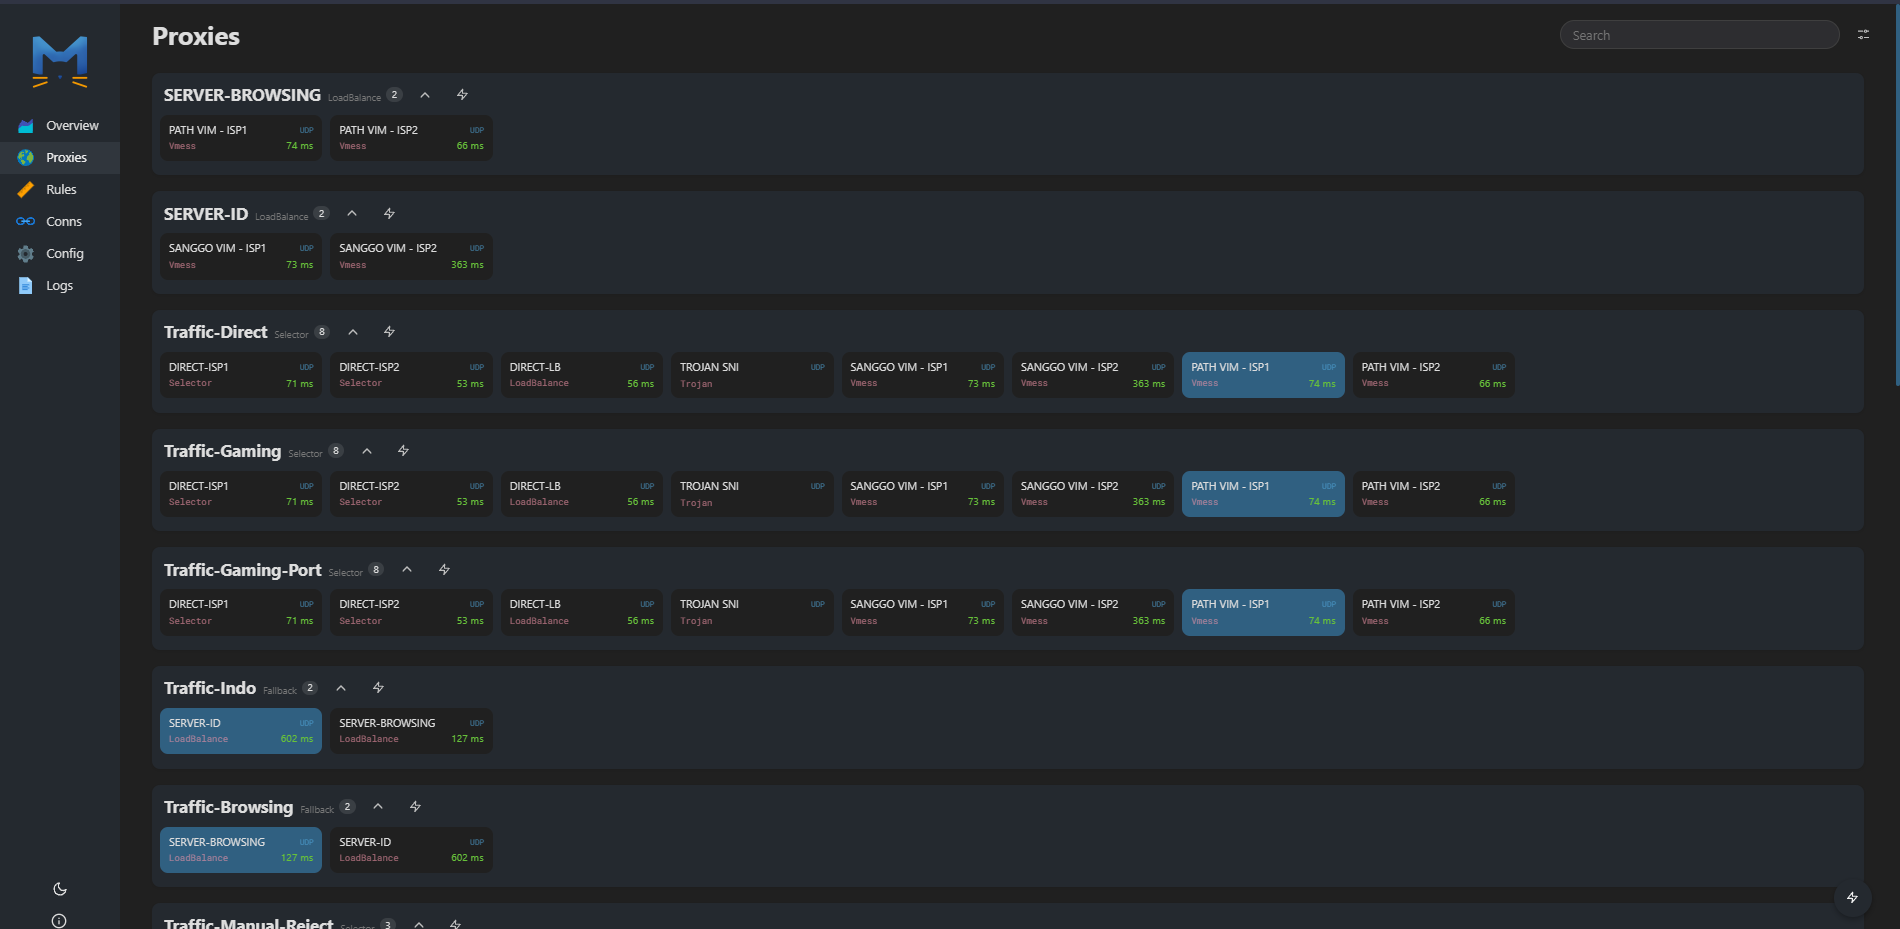 Proxies
Search
Overview
Proxies
Rules
Conns
Config
Logs
SERVER-BROWSING LoadBalance 2
PATH VIM - ISP1 UDP PATH VIM - ISP2 UDP
Vmess 74 ms Vmess 66 ms
SERVER-ID LoadBalance 2
SANGGO VIM - ISP1 UDP SANGGO VIM - ISP2 UDP
Vmess 73 ms Vmess 363 ms
Traffic-Direct Selector 8
DIRECT-ISP1 UDP DIRECT-ISP2 UDP DIRECT-LB UDP TROJAN SNI UDP SANGGO VIM - ISP1 UDP SANGGO VIM - ISP2 UDP PATH VIM - ISP1 UDP PATH VIM - ISP2 UDP
Selector 71 ms Selector 53 ms LoadBalance 56 ms Trojan Vmess 73 ms Vmess 363 ms Vmess 74 ms Vmess 66 ms
Traffic-Gaming Selector 8
DIRECT-ISP1 UDP DIRECT-ISP2 UDP DIRECT-LB UDP TROJAN SNI UDP SANGGO VIM - ISP1 UDP SANGGO VIM - ISP2 UDP PATH VIM - ISP1 UDP PATH VIM - ISP2 UDP
Selector 71 ms Selector 53 ms LoadBalance 56 ms Trojan Vmess 73 ms Vmess 363 ms Vmess 74 ms Vmess 66 ms
Traffic-Gaming-Port Selector 8
DIRECT-ISP1 UDP DIRECT-ISP2 UDP DIRECT-LB UDP TROJAN SNI UDP SANGGO VIM - ISP1 UDP SANGGO VIM - ISP2 UDP PATH VIM - ISP1 UDP PATH VIM - ISP2 UDP
Selector 71 ms Selector 53 ms LoadBalance 56 ms Trojan Vmess 73 ms Vmess 363 ms Vmess 74 ms Vmess 66 ms
Traffic-Indo Fallback 2
SERVER-ID UDP SERVER-BROWSING UDP
LoadBalance 602 ms LoadBalance 127 ms
Traffic-Browsing Fallback 2
SERVER-BROWSING UDP SERVER-ID UDP
LoadBalance 127 ms LoadBalance 602 ms
Traffic-Manual-Reject Selector 3